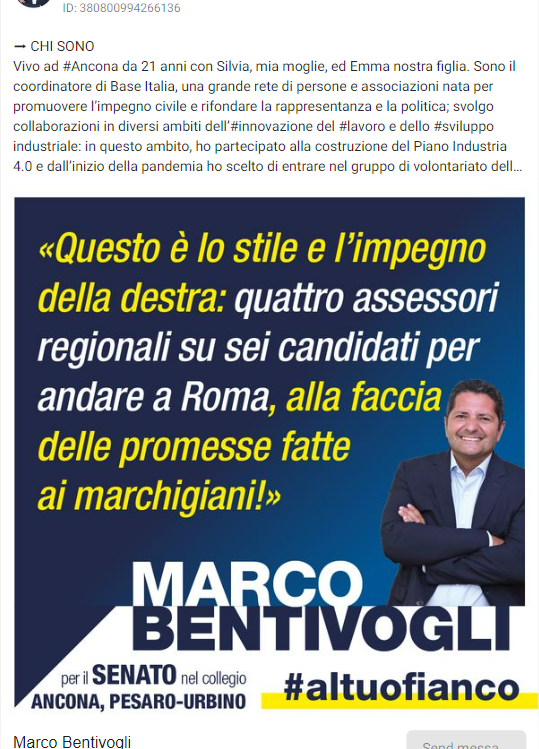 ID: 380800994266136
→ CHI SONO
Vivo ad #Ancona da 21 anni con Silvia, mia moglie, ed Emma nostra figlia. Sono il
coordinatore di Base Italia, una grande rete di persone e associazioni nata per
promuovere l'impegno civile e rifondare la rappresentanza e la politica; svolgo
collaborazioni in diversi ambiti dell'#innovazione del #lavoro e dello #sviluppo
industriale: in questo ambito, ho partecipato alla costruzione del Piano Industria
4.0 e dall'inizio della pandemia ho scelto di entrare nel gruppo di volontariato dell...
«Questo è lo stile e l'impegno
della destra: quattro assessori
regionali su sei candidati per
andare a Roma, alla faccia
delle promesse fatte
ai marchigiani!»
MARCO
BENTIVOGLI
per il SENATO nel collegio
ANCONA, PESARO-URBINO
#altuofianco
Marco Bentivogli
Send messa...